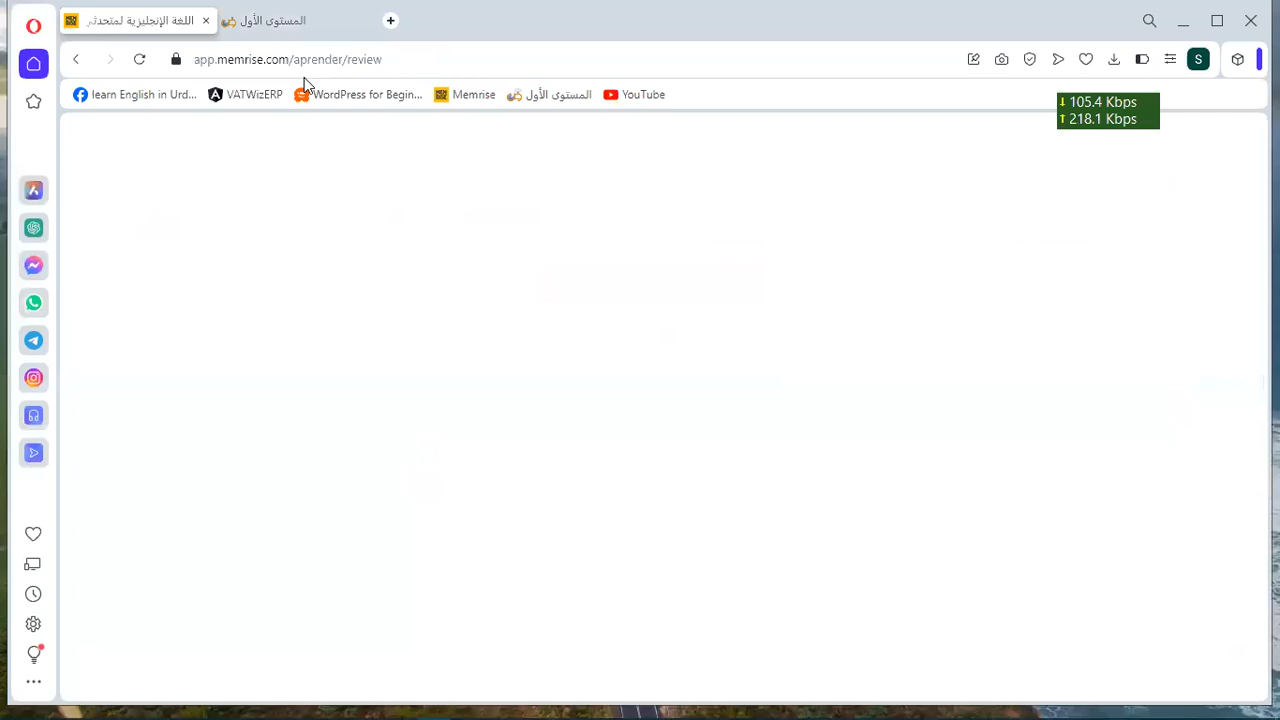 اللغة الإنجليزية لمتحدثي
المستوى الأول
app.memrise.com/aprender/review
S
learn English in Urd...
VATWizERP
WordPress for Begin...
Memrise
المستوى الأول
YouTube
↓ 105.4 Kbps
↑ 218.1 Kbps